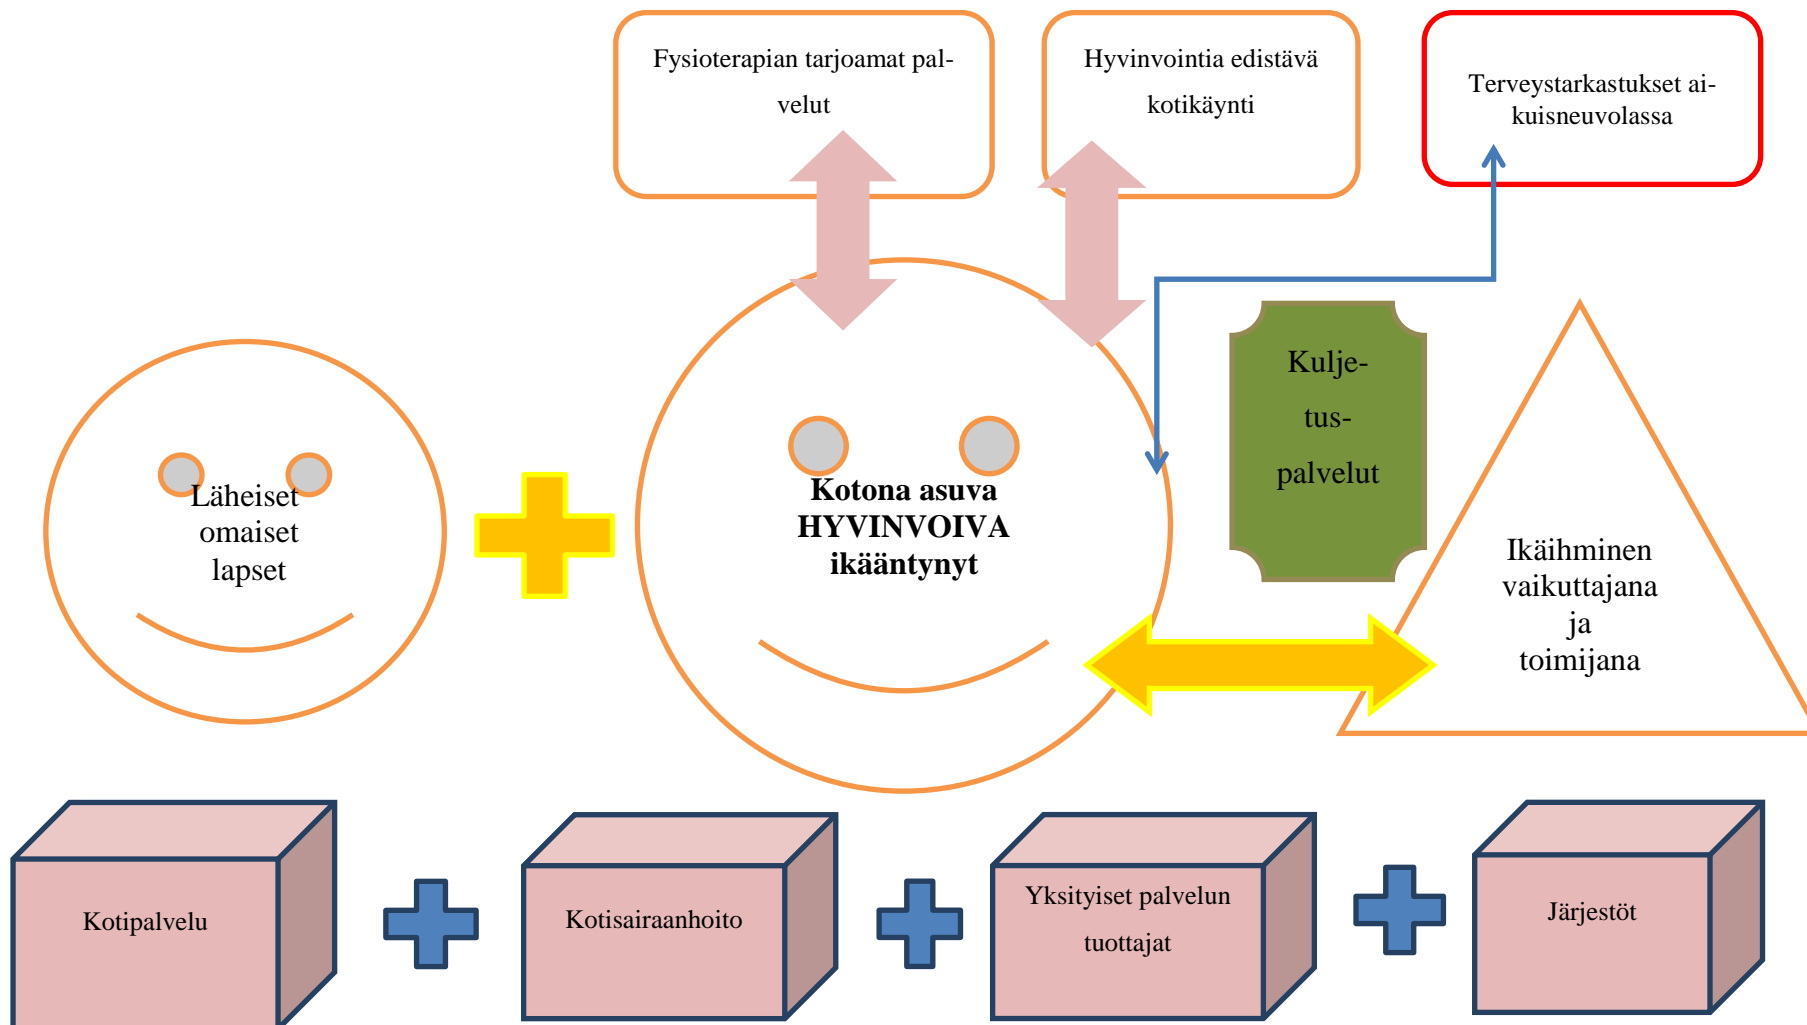 Fysioterapian tarjoamat pal-
velut
Hyvinvointia edistävä
kotikäynti
Terveystarkastukset ai-
kuisneuvolassa
Läheiset
omaiset
lapset
Kotona asuva
HYVINVOIVA
ikääntynyt
Kulje-
tus-
palvelut
Ikäihminen
vaikuttajana
ja
toimijana
Kotipalvelu
Kotisairaanhoito
Yksityiset palvelun
tuottajat
Järjestöt